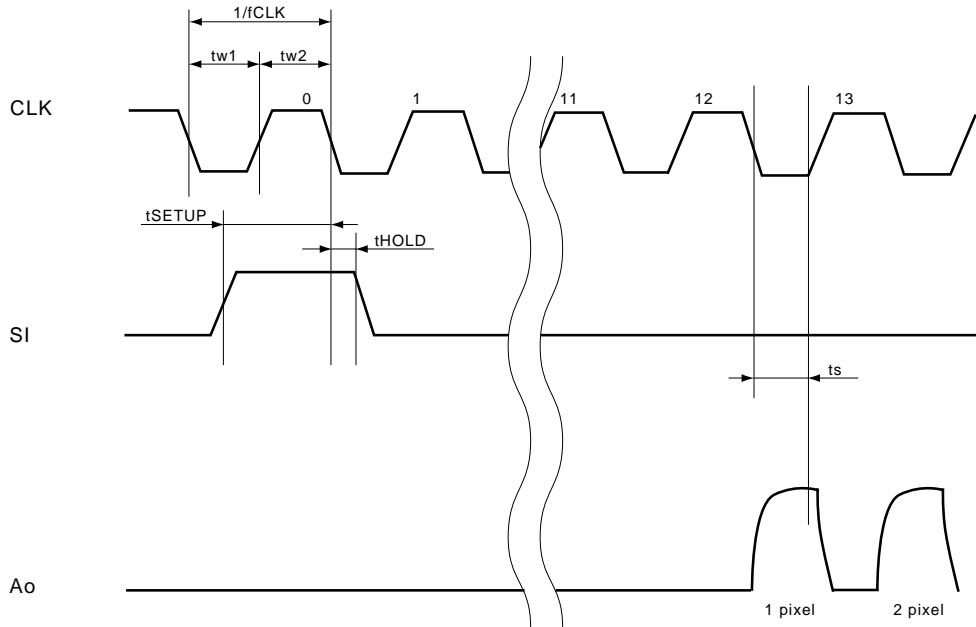 1/fCLK
tw1 tw2
CLK 0 1 11 12 13
tSETUP
tHOLD
SI
ts
Ao
1 pixel 2 pixel